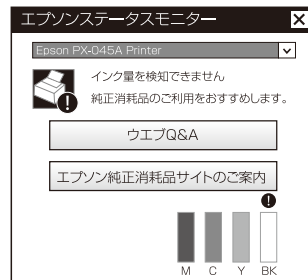 エプソンステータスモニター
Epson PX-045A Printer
インク量を検知できません
純正消耗品のご利用をおすすめします。
ウエブQ&A
エプソン純正消耗品サイトのご案内
M C Y BK